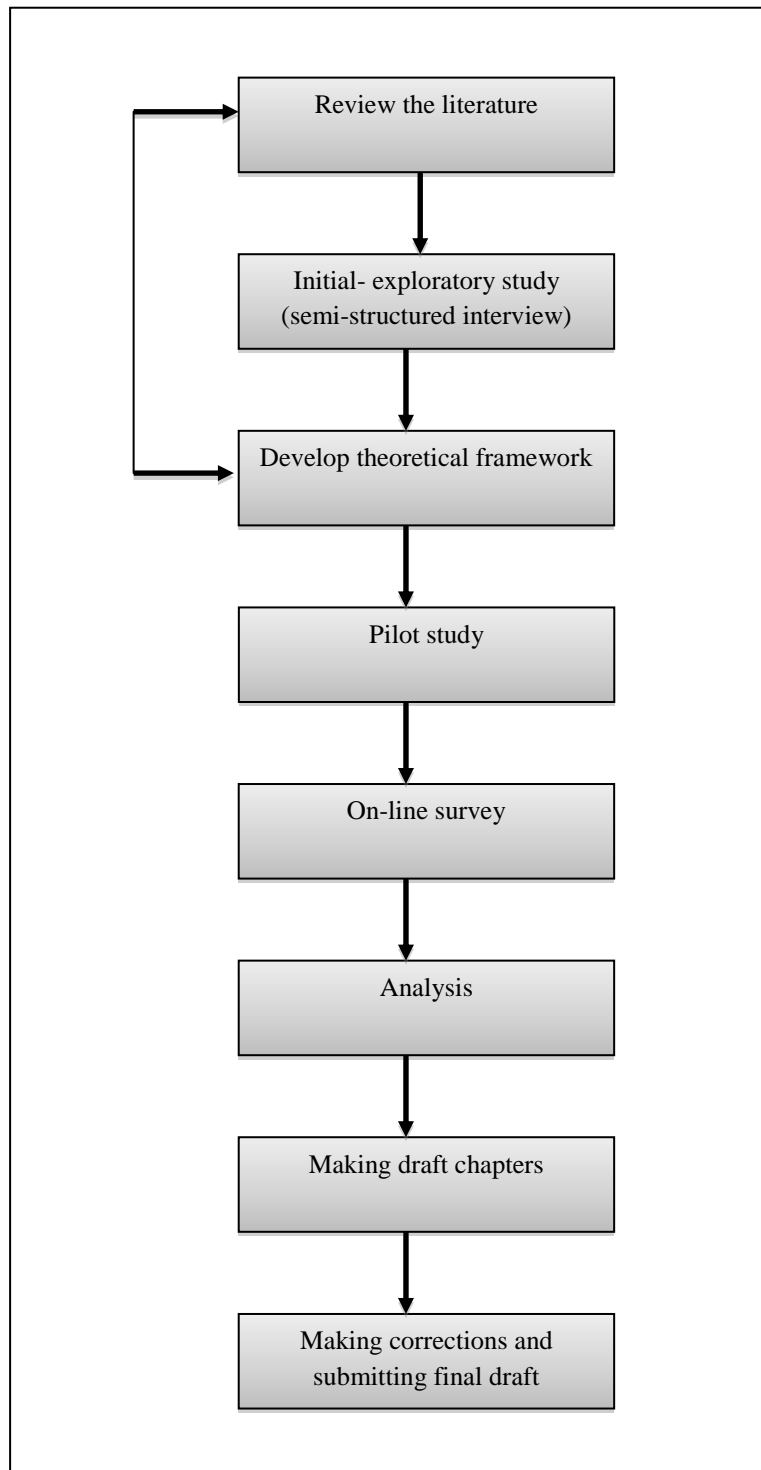 Review the literature
Initial- exploratory study
(semi-structured interview)
Develop theoretical framework
Pilot study
On-line survey
Analysis
Making draft chapters
Making corrections and
submitting final draft